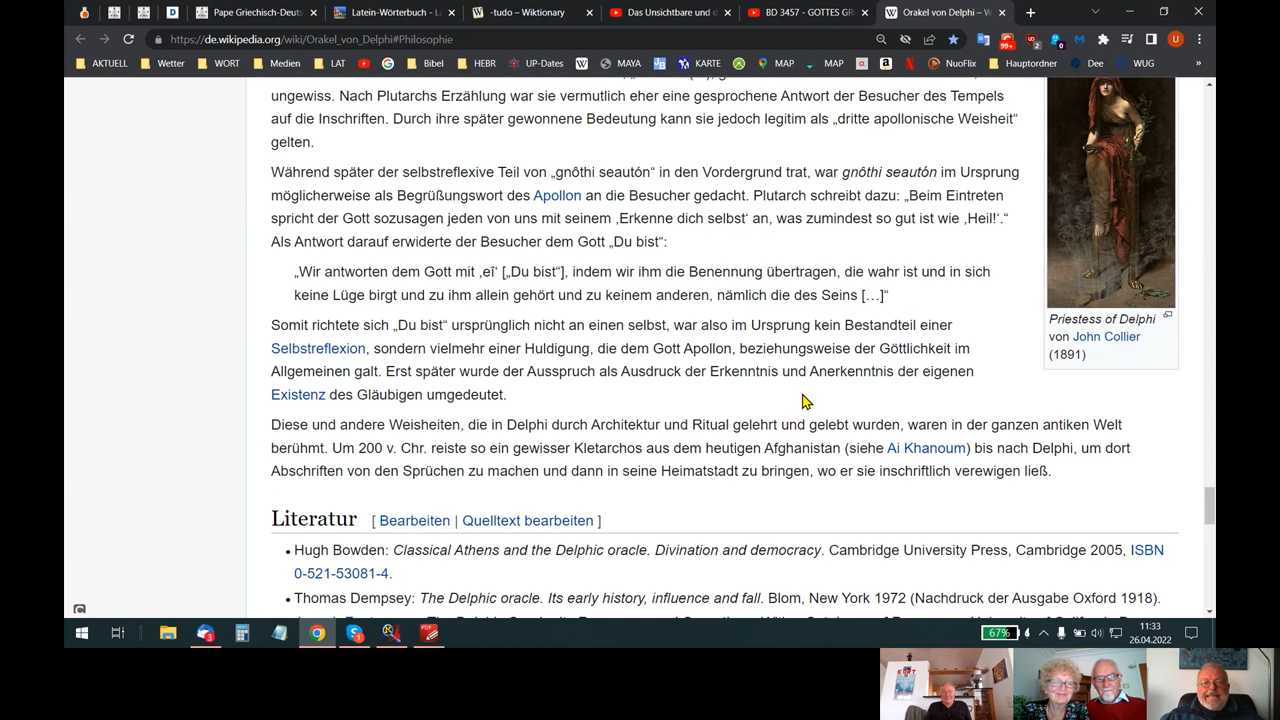 Pape Griechisch-Deuts
Latein-Wörterbuch - La
-tudo – Wiktionary
Das Unsichtbare und d
BD 3457 - GOTTES GR
Orakel von Delphi – W
https://de.wikipedia.org/wiki/Orakel_von_Delphi#Philosophie
AKTUELL
Wetter
WORT
Medien
LAT
Bibel
HEBR
UP-Dates
MAYA
KARTE
MAP
MAP
NuoFlix
Hauptordner
Dee
WUG
ungewiss. Nach Plutarchs Erzählung war sie vermutlich eher eine gesprochene Antwort der Besucher des Tempels
auf die Inschriften. Durch ihre später gewonnene Bedeutung kann sie jedoch legitim als „dritte apollonische Weisheit“
gelten.
Während später der selbstreflexive Teil von „gnôthi seautón“ in den Vordergrund trat, war gnôthi seautón im Ursprung
möglicherweise als Begrüßungswort des Apollon an die Besucher gedacht. Plutarch schreibt dazu: „Beim Eintreten
spricht der Gott sozusagen jeden von uns mit seinem ‚Erkenne dich selbst‘ an, was zumindest so gut ist wie ‚Heil!‘.“
Als Antwort darauf erwiderte der Besucher dem Gott „Du bist“:
„Wir antworten dem Gott mit ‚eî‘ [„Du bist“], indem wir ihm die Benennung übertragen, die wahr ist und in sich
keine Lüge birgt und zu ihm allein gehört und zu keinem anderen, nämlich die des Seins […]“
Somit richtete sich „Du bist“ ursprünglich nicht an einen selbst, war also im Ursprung kein Bestandteil einer
Selbstreflexion, sondern vielmehr einer Huldigung, die dem Gott Apollon, beziehungsweise der Göttlichkeit im
Allgemeinen galt. Erst später wurde der Ausspruch als Ausdruck der Erkenntnis und Anerkenntnis der eigenen
Existenz des Gläubigen umgedeutet.
Priestess of Delphi
von John Collier
(1891)
Diese und andere Weisheiten, die in Delphi durch Architektur und Ritual gelehrt und gelebt wurden, waren in der ganzen antiken Welt
berühmt. Um 200 v. Chr. reiste so ein gewisser Kletarchos aus dem heutigen Afghanistan (siehe Ai Khanoum) bis nach Delphi, um dort
Abschriften von den Sprüchen zu machen und dann in seine Heimatstadt zu bringen, wo er sie inschriftlich verewigen ließ.
Literatur [ Bearbeiten | Quelltext bearbeiten ]
• Hugh Bowden: Classical Athens and the Delphic oracle. Divination and democracy. Cambridge University Press, Cambridge 2005, ISBN
0-521-53081-4.
• Thomas Dempsey: The Delphic oracle. Its early history, influence and fall. Blom, New York 1972 (Nachdruck der Ausgabe Oxford 1918).
67%
11:33
26.04.2022